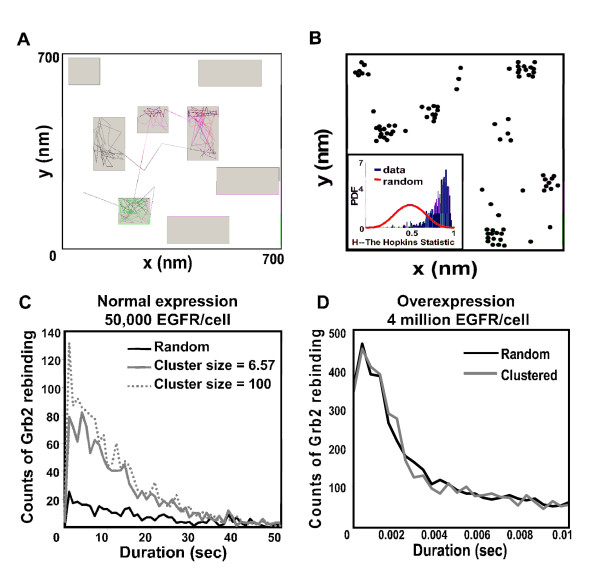 A
700
y (nm)
0
x (nm)
700
B
y (nm)
7
PDF
0
data
random
0.5
1
H--The Hopkins Statistic
x (nm)
C
Normal expression
50,000 EGFR/cell
Counts of Grb2 rebinding
140
120
100
80
60
40
20
Random
Cluster size = 6.57
Cluster size = 100
0
10
20
30
40
50
Duration (sec)
D
Overexpression
4 million EGFR/cell
Counts of Grb2 rebinding
500
400
300
200
100
Random
Clustered
0
0.002
0.004
0.006
0.008
0.01
Duration (sec)